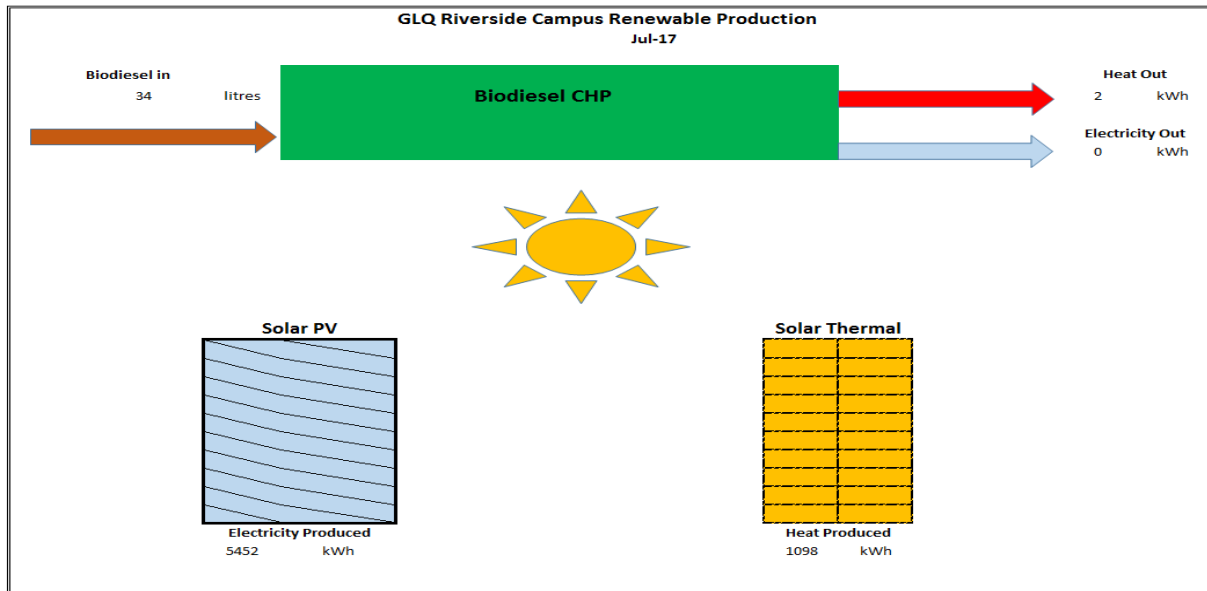 GLQ Riverside Campus Renewable Production
Jul-17
Biodiesel in
34 litres
Biodiesel CHP
Heat Out
2 kWh
Electricity Out
0 kWh
Solar PV
Electricity Produced
5452 kWh
Solar Thermal
Heat Produced
1098 kWh